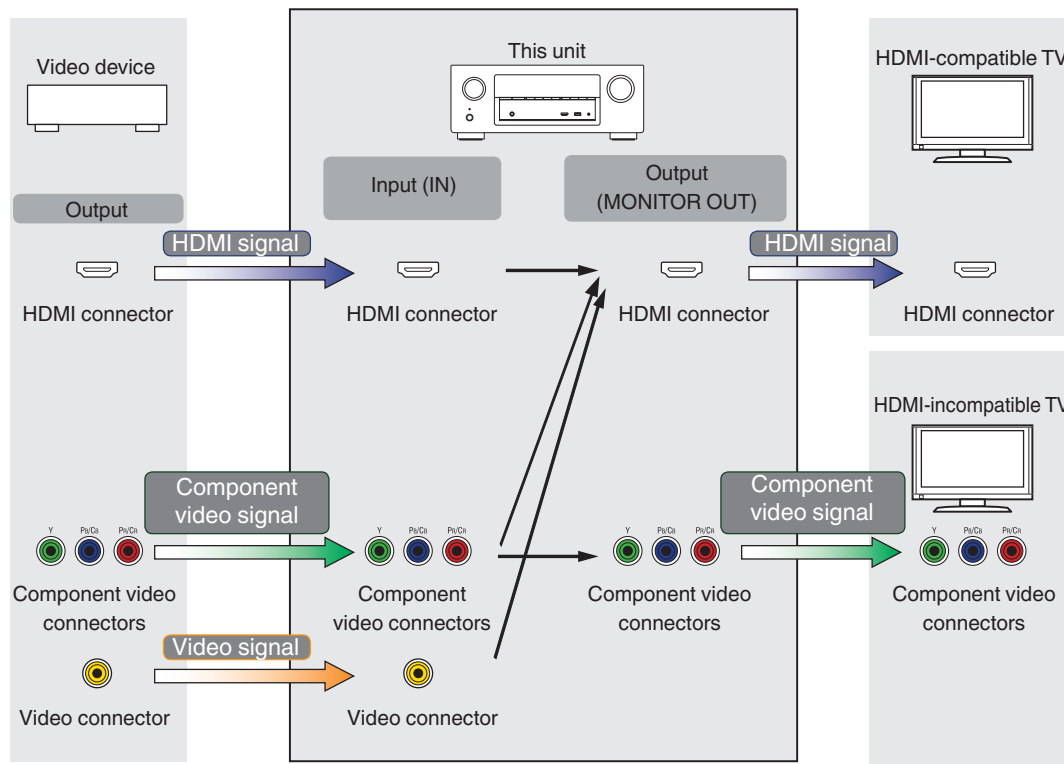 Video device
This unit
HDMI-compatible TV
Input (IN)
Output
(MONITOR OUT)
Output
HDMI signal
HDMI signal
HDMI connector
HDMI connector
HDMI connector
HDMI connector
HDMI-incompatible TV
Component
video signal
Component
video signal
Y PB/CB PR/CR
Y PB/CB PR/CR
Y PB/CB PR/CR
Y PB/CB PR/CR
Component video
connectors
Component
video connectors
Component video
connectors
Component video
connectors
Video signal
Video connector
Video connector